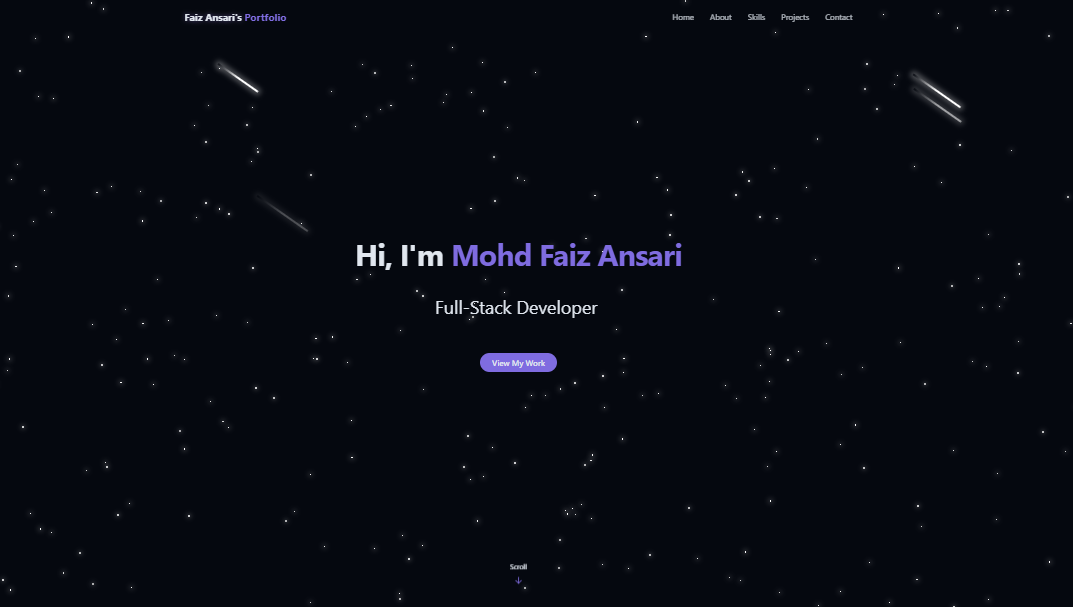 Faiz Ansari's Portfolio
Home About Skills Projects Contact
Hi, I'm Mohd Faiz Ansari
Full-Stack Developer
View My Work
Scroll